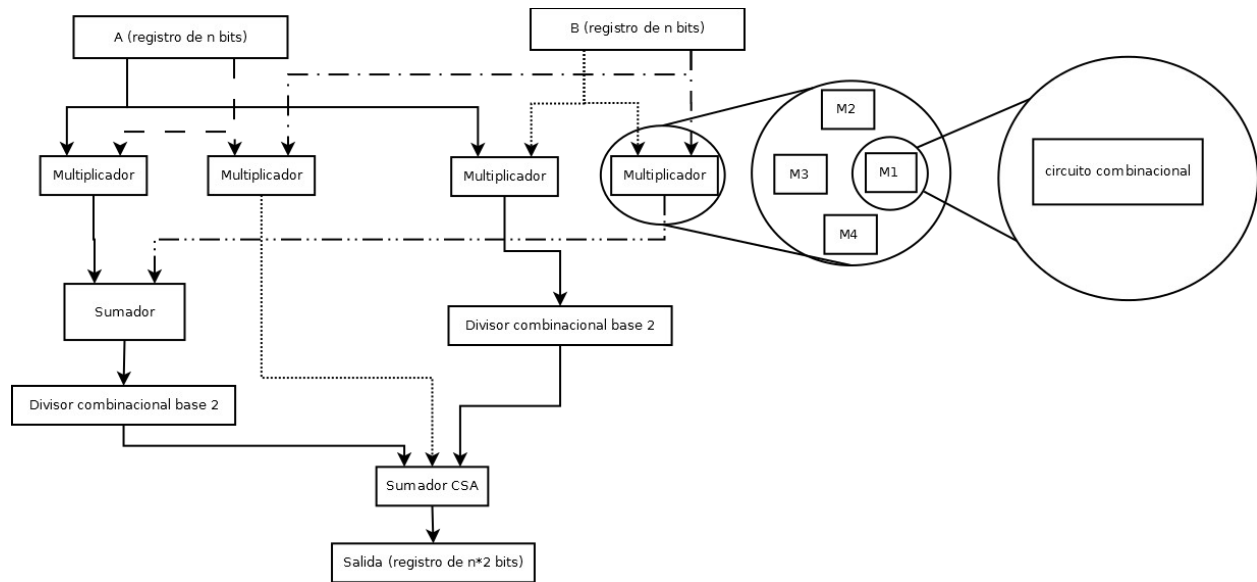 A (registro de n bits)
B (registro de n bits)
Multiplicador
Multiplicador
Multiplicador
Multiplicador
M2
M3
M1
M4
circuito combinacional
Sumador
Divisor combinacional base 2
Divisor combinacional base 2
Sumador CSA
Salida (registro de n*2 bits)